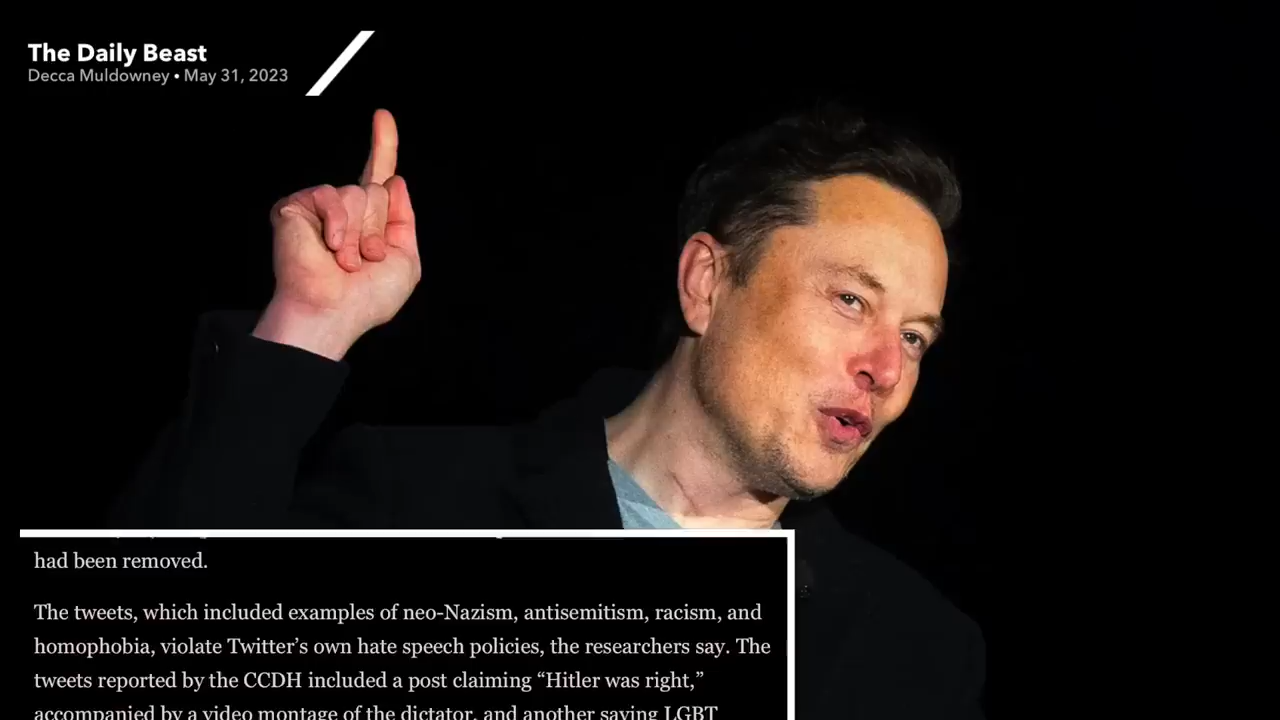 The Daily Beast
Decca Muldowney • May 31, 2023
had been removed.
The tweets, which included examples of neo-Nazism, antisemitism, racism, and
homophobia, violate Twitter’s own hate speech policies, the researchers say. The
tweets reported by the CCDH included a post claiming “Hitler was right,”
accompanied by a video montage of the dictator, and another saying LGBT